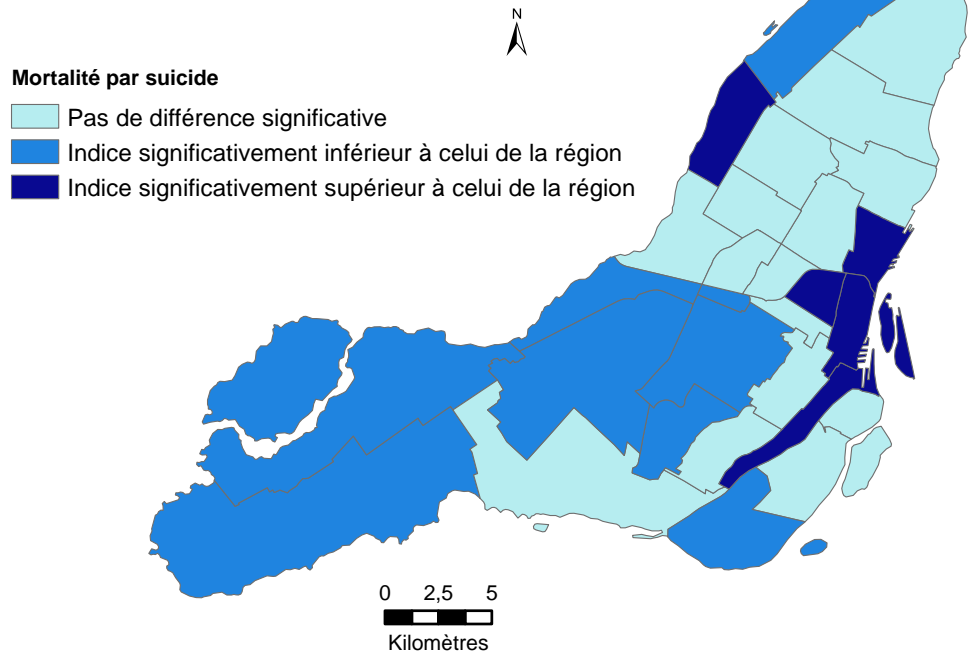 N
Mortalité par suicide
Pas de différence significative
Indice significativement inférieur à celui de la région
Indice significativement supérieur à celui de la région
0 2,5 5
Kilomètres